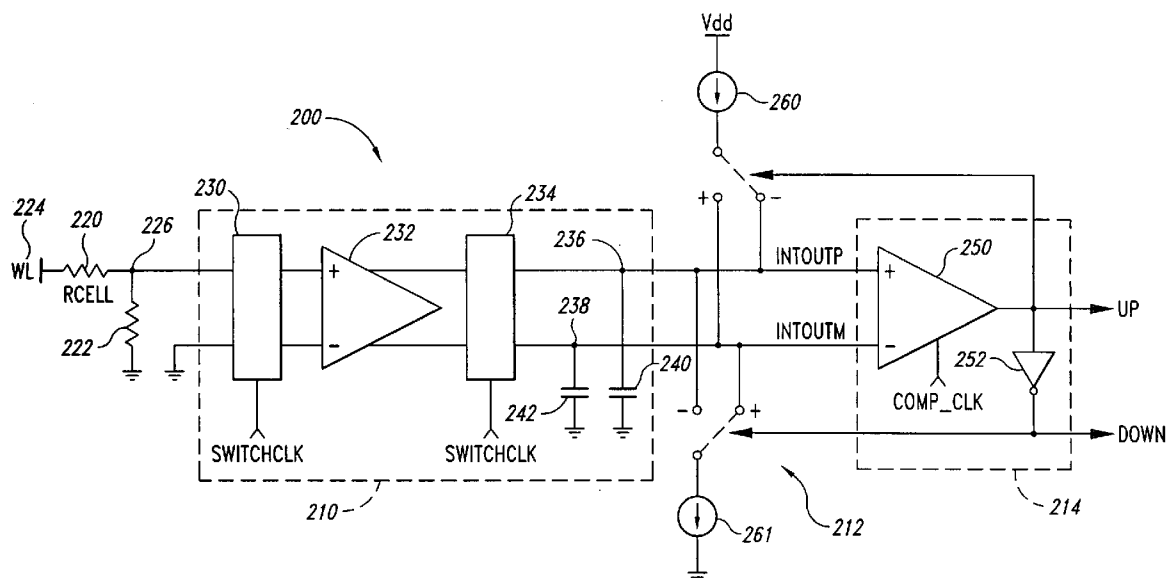 Vdd
260
200
230
234
224
220
226
232
236
250
WL
RCELL
+
-
+
-
INTOUTP
+
UP
222
238
INTOUTM
-
240
252
242
COMP_CLK
-
+
DOWN
SWITCHCLK
SWITCHCLK
210
261
212
214